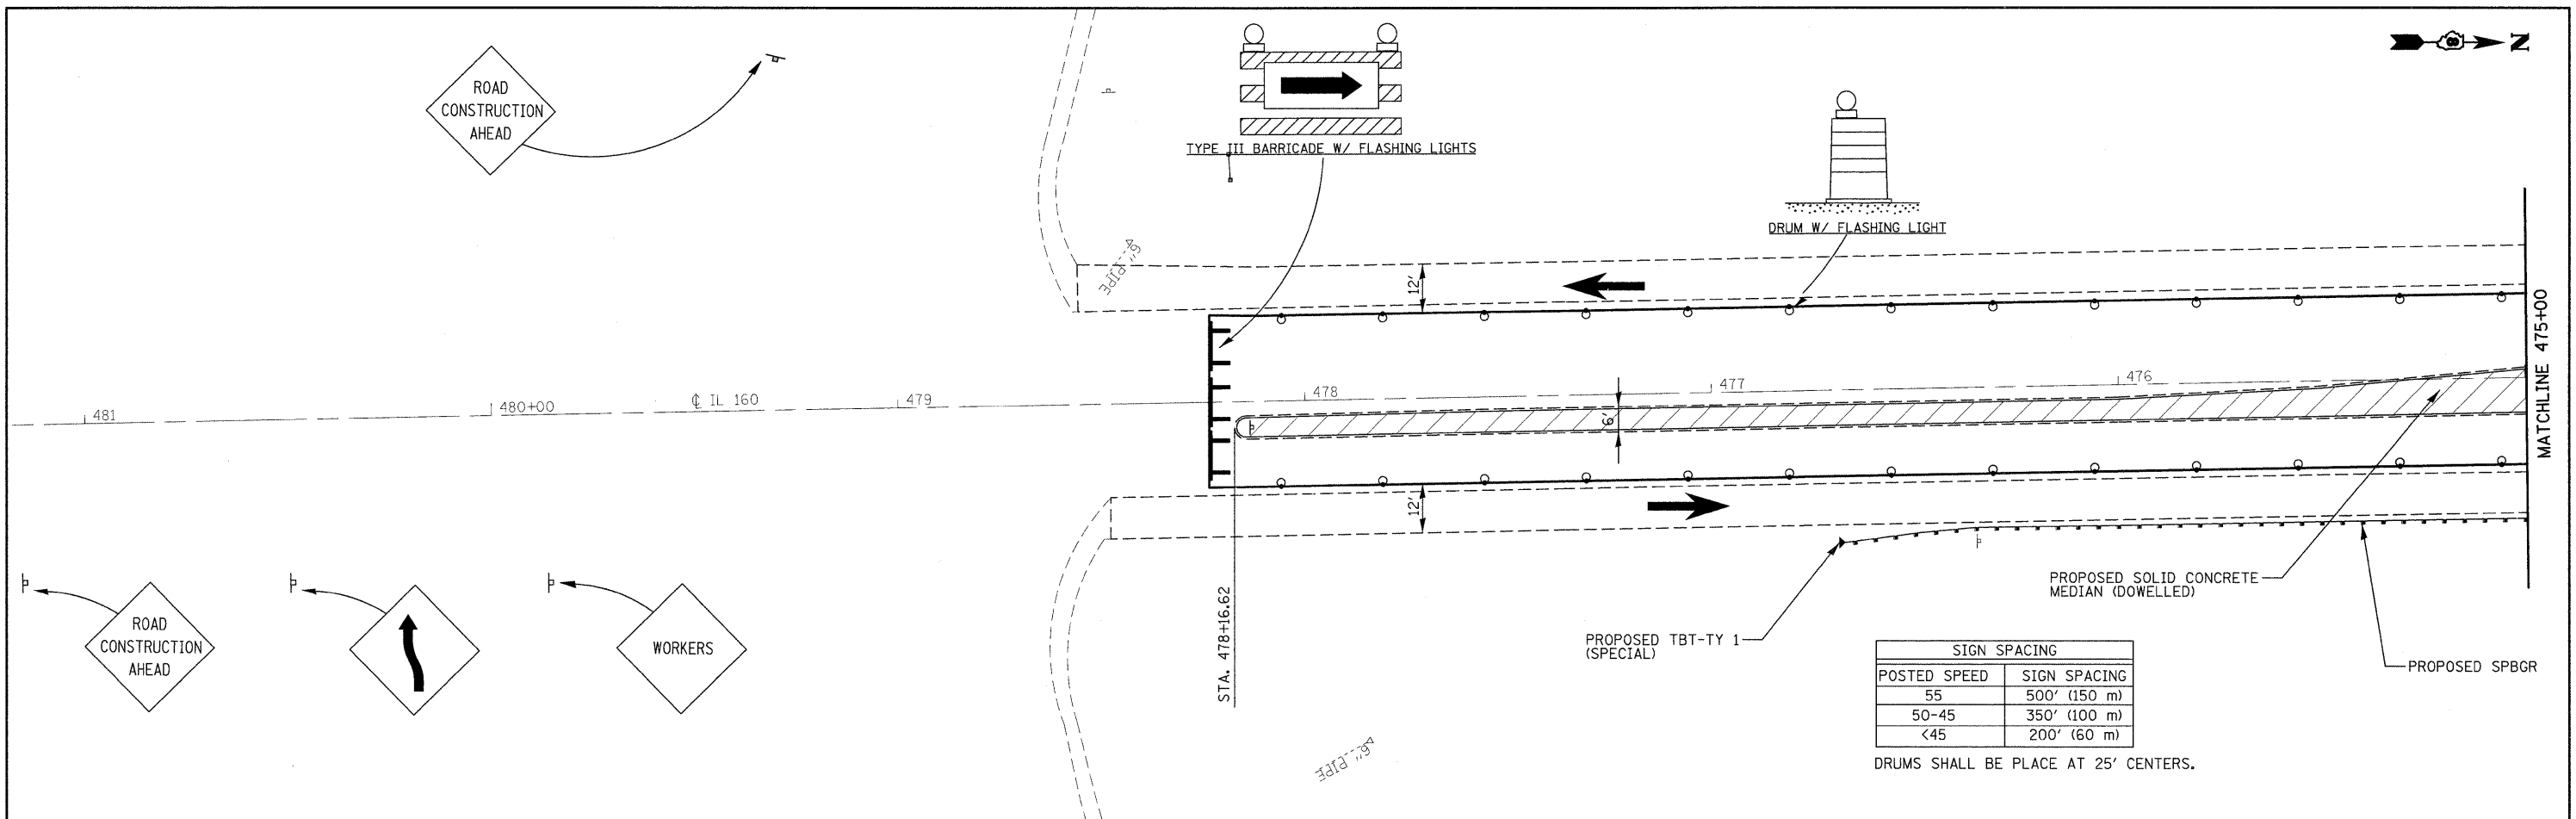 ROAD
CONSTRUCTION
AHEAD
TYPE III BARRICADE W/ FLASHING LIGHTS
DRUM W/ FLASHING LIGHT
N
6" PIPE
12'
481
480+00
℄ IL 160
479
478
477
476
6'
MATCHLINE 475+00
12'
STA. 478+16.62
ROAD
CONSTRUCTION
AHEAD
WORKERS
6" PIPE
PROPOSED TBT-TY 1
(SPECIAL)
PROPOSED SOLID CONCRETE
MEDIAN (DOWELLED)
PROPOSED SPBGR
SIGN SPACING
POSTED SPEED SIGN SPACING
55 500' (150 m)
50-45 350' (100 m)
<45 200' (60 m)
DRUMS SHALL BE PLACE AT 25' CENTERS.